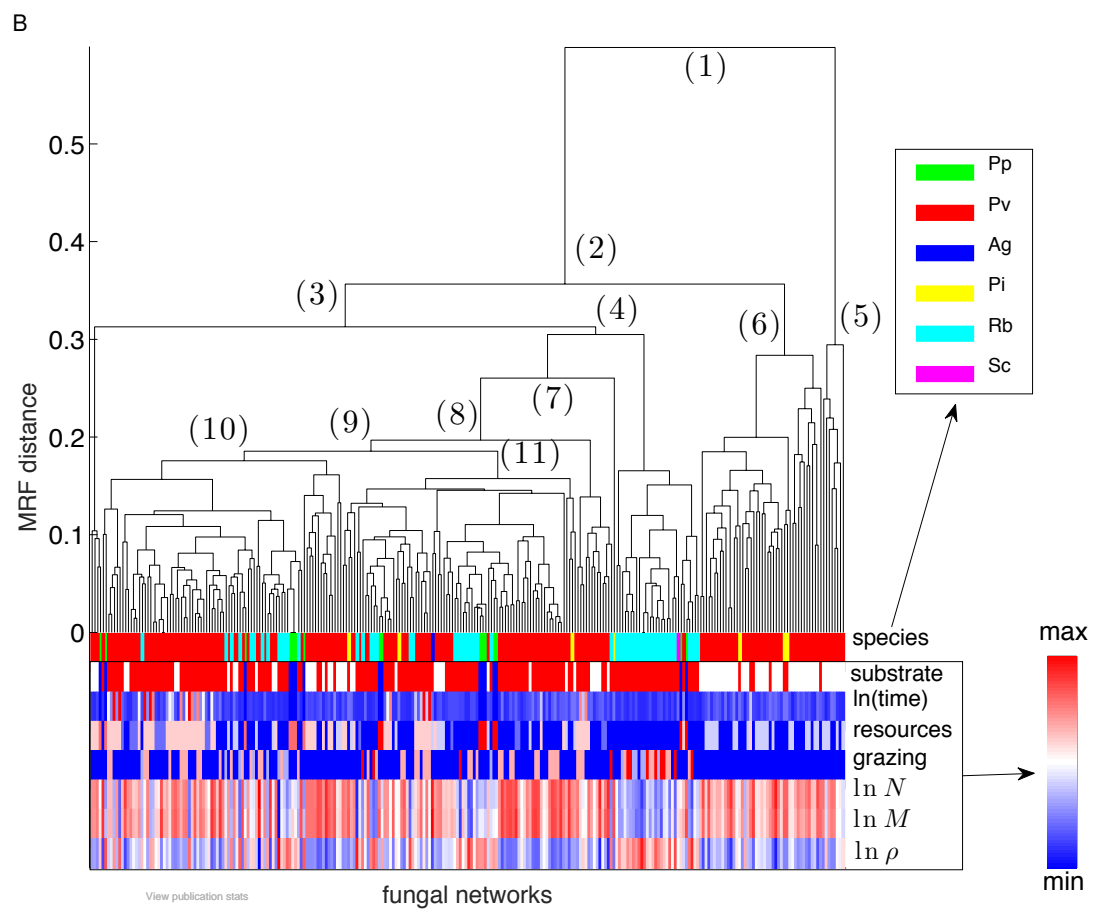 B
(1)
0.5
Pp
Pv
Ag
Pi
Rb
Sc
0.4
(2)
(3)
(4)
(6)
(5)
0.3
(7)
(8)
(9)
(10)
0.2
(11)
0.1
0
MRF distance
species
substrate
ln(time)
resources
grazing
ln N
ln M
ln ρ
max
min
fungal networks
View publication stats